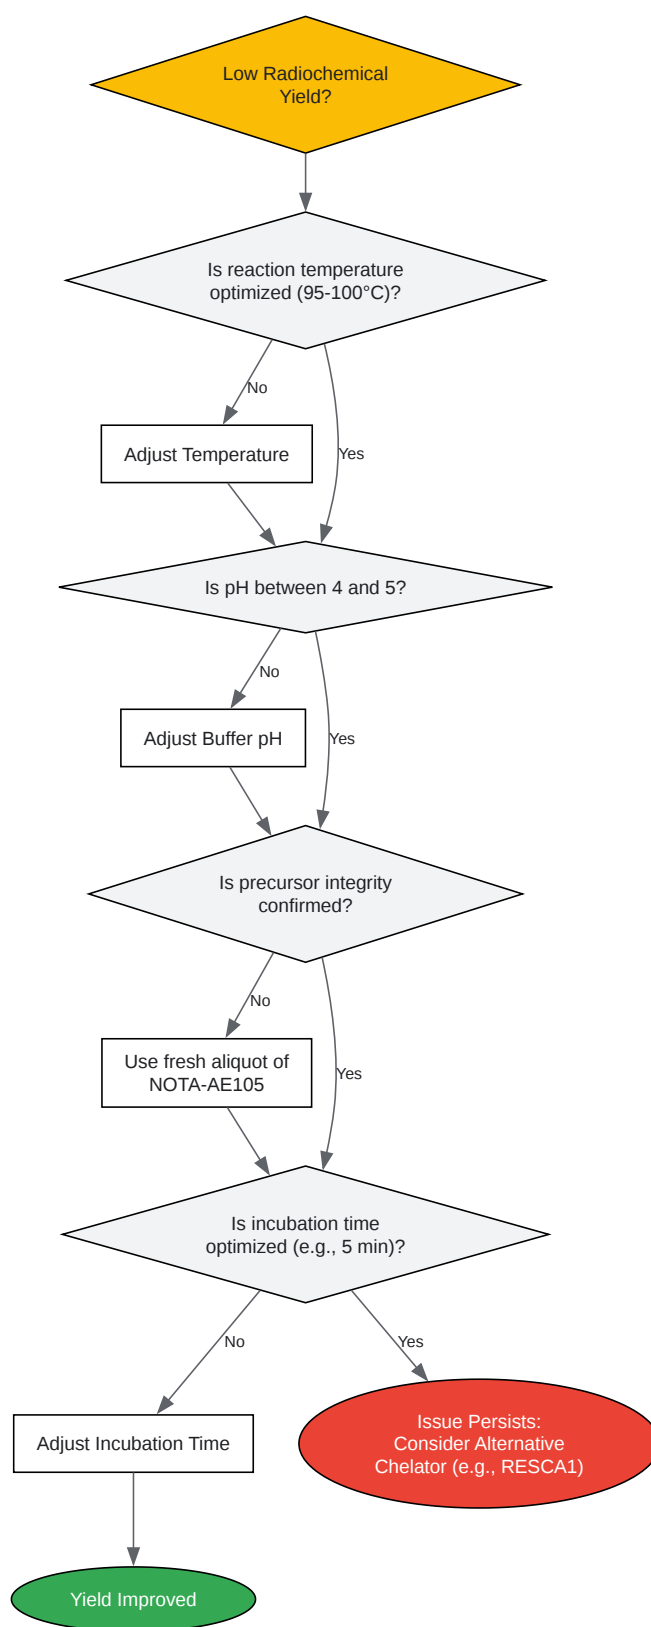 Low Radiochemical
Yield?
Is reaction temperature
optimized (95-100°C)?
No
Adjust Temperature
Yes
Is pH between 4 and 5?
No
Adjust Buffer pH
Yes
Is precursor integrity
confirmed?
No
Use fresh aliquot of
NOTA-AE105
Yes
Is incubation time
optimized (e.g., 5 min)?
No
Yes
Adjust Incubation Time
Issue Persists:
Consider Alternative
Chelator (e.g., RESCA1)
Yield Improved